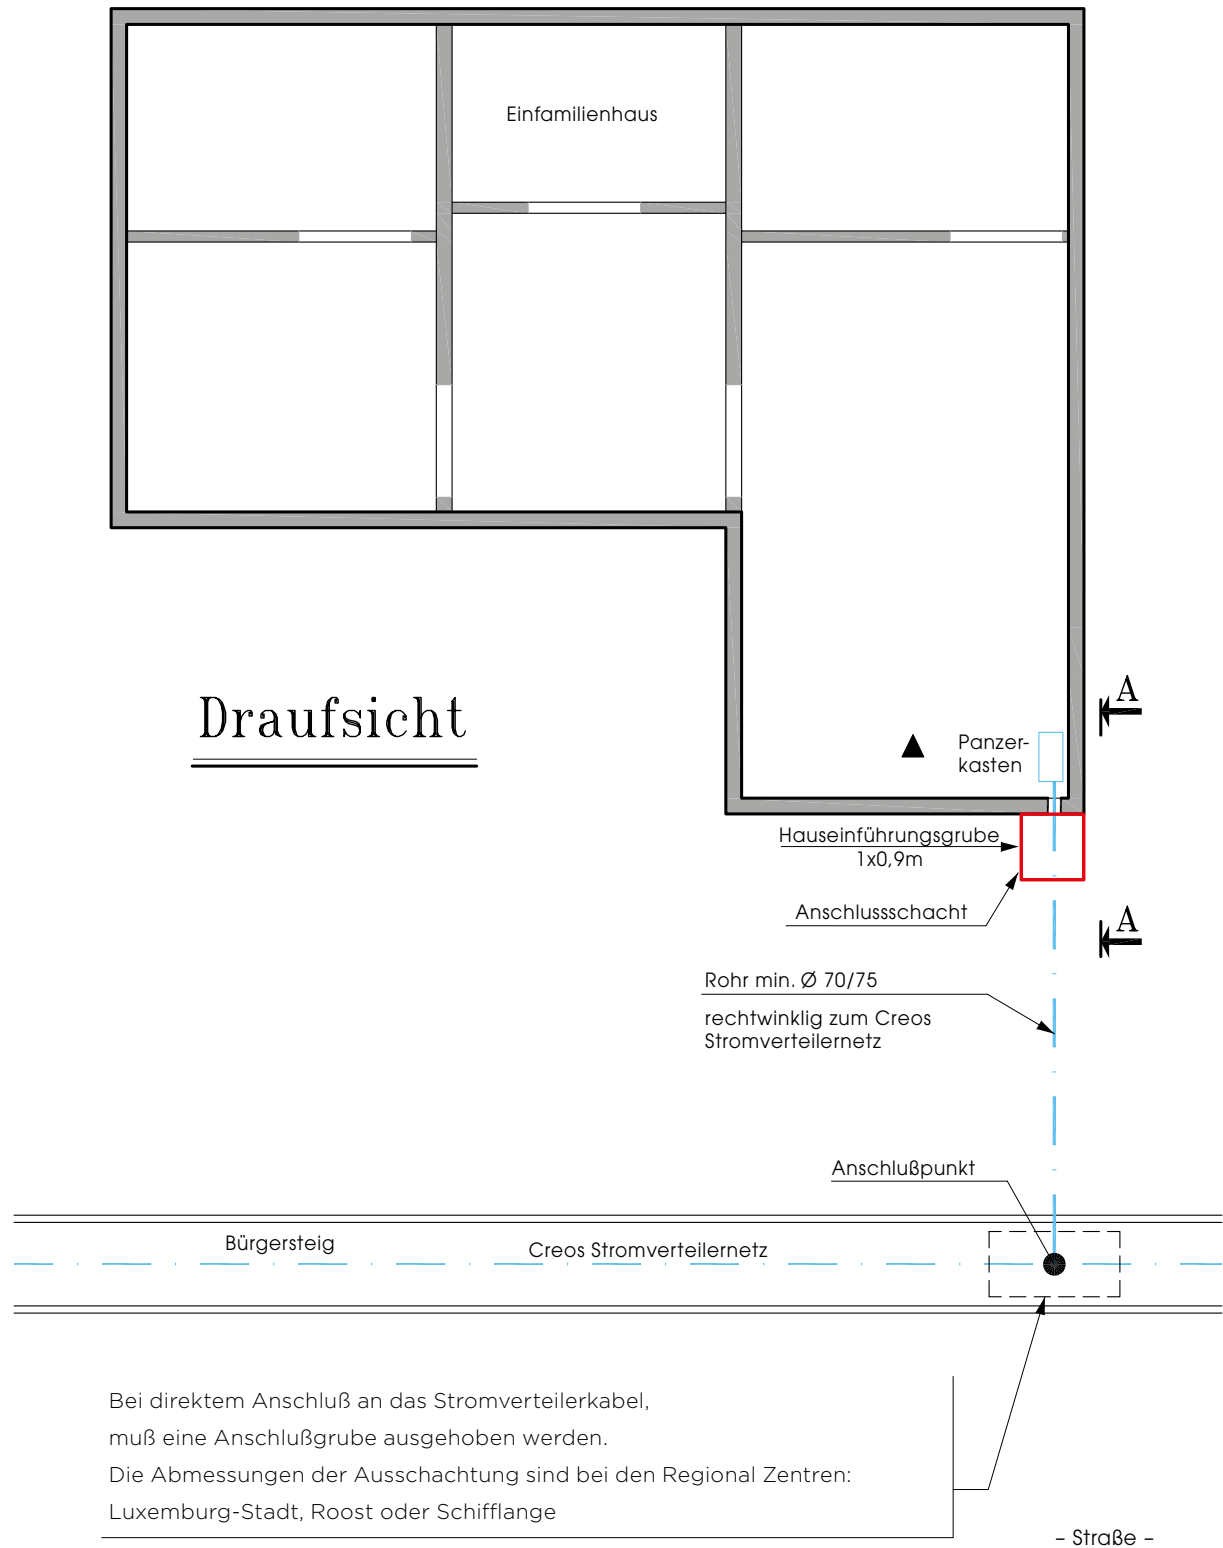 Einfamilienhaus
Draufsicht
A
Panzer-
kasten
Hauseinführungsgrube
1x0,9m
Anschlussschacht
A
Rohr min. Ø 70/75
rechtwinklig zum Creos
Stromverteilernetz
Anschlußpunkt
Bürgersteig
Creos Stromverteilernetz
Bei direktem Anschluß an das Stromverteilerkabel,
muß eine Anschlußgrube ausgehoben werden.
Die Abmessungen der Ausschachtung sind bei den Regional Zentren:
Luxemburg-Stadt, Roost oder Schifflange
– Straße –